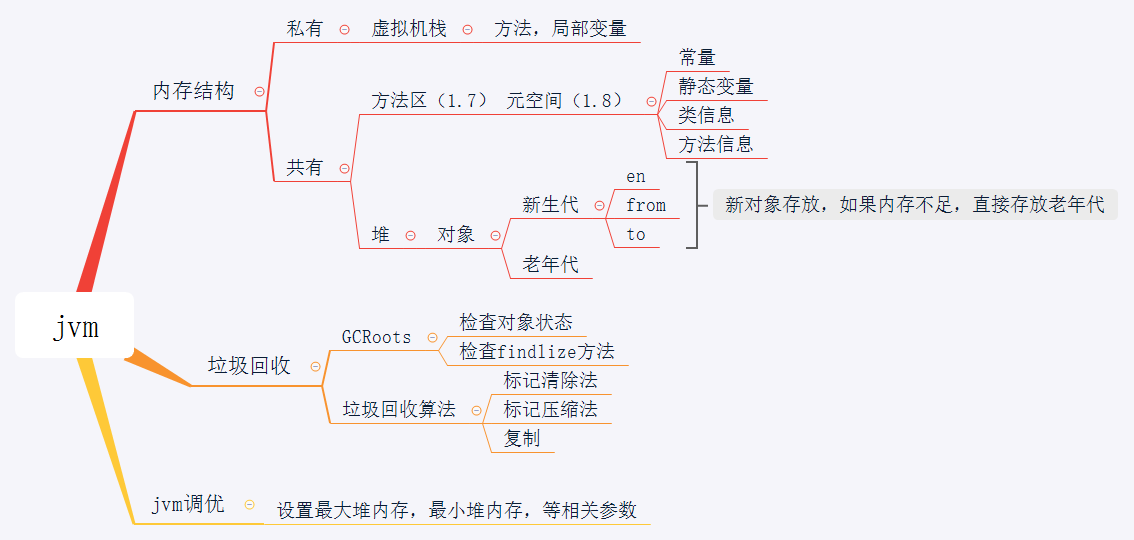 jvm
内存结构
私有
虚拟机栈
方法，局部变量
共有
方法区（1.7） 元空间（1.8）
常量
静态变量
类信息
方法信息
堆
对象
新生代
en
from
to
新对象存放，如果内存不足，直接存放老年代
老年代
垃圾回收
GCRoots
检查对象状态
检查findlize方法
垃圾回收算法
标记清除法
标记压缩法
复制
jvm调优
设置最大堆内存，最小堆内存，等相关参数